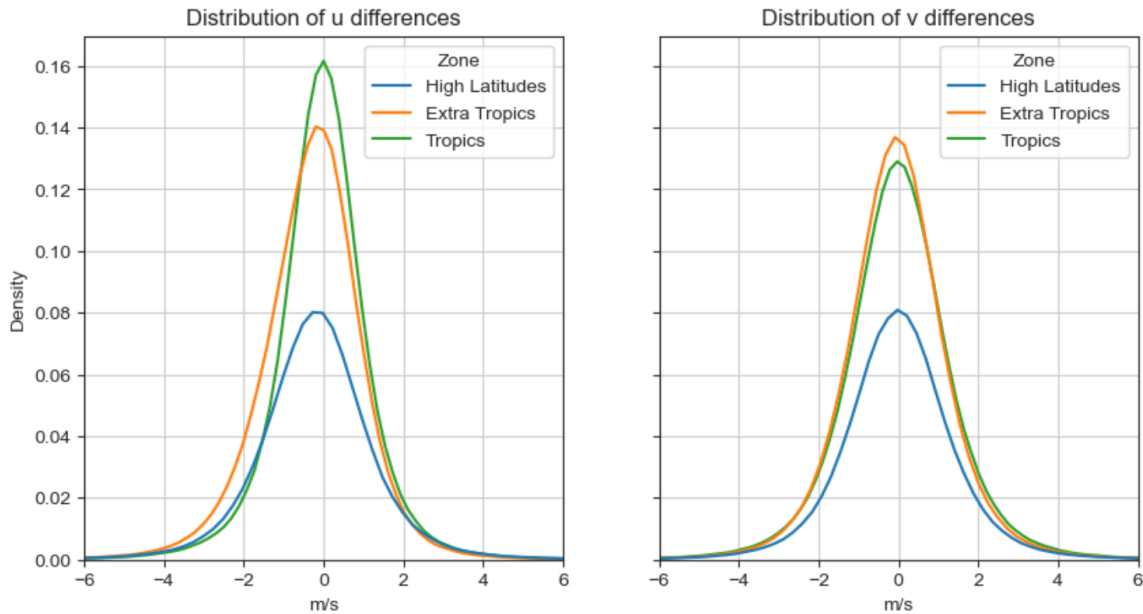 Distribution of u differences
Distribution of v differences
Density
0.16
0.14
0.12
0.10
0.08
0.06
0.04
0.02
0.00
Zone
High Latitudes
Extra Tropics
Tropics
−6 −4 −2 0 2 4 6
m/s
Zone
High Latitudes
Extra Tropics
Tropics
−6 −4 −2 0 2 4 6
m/s